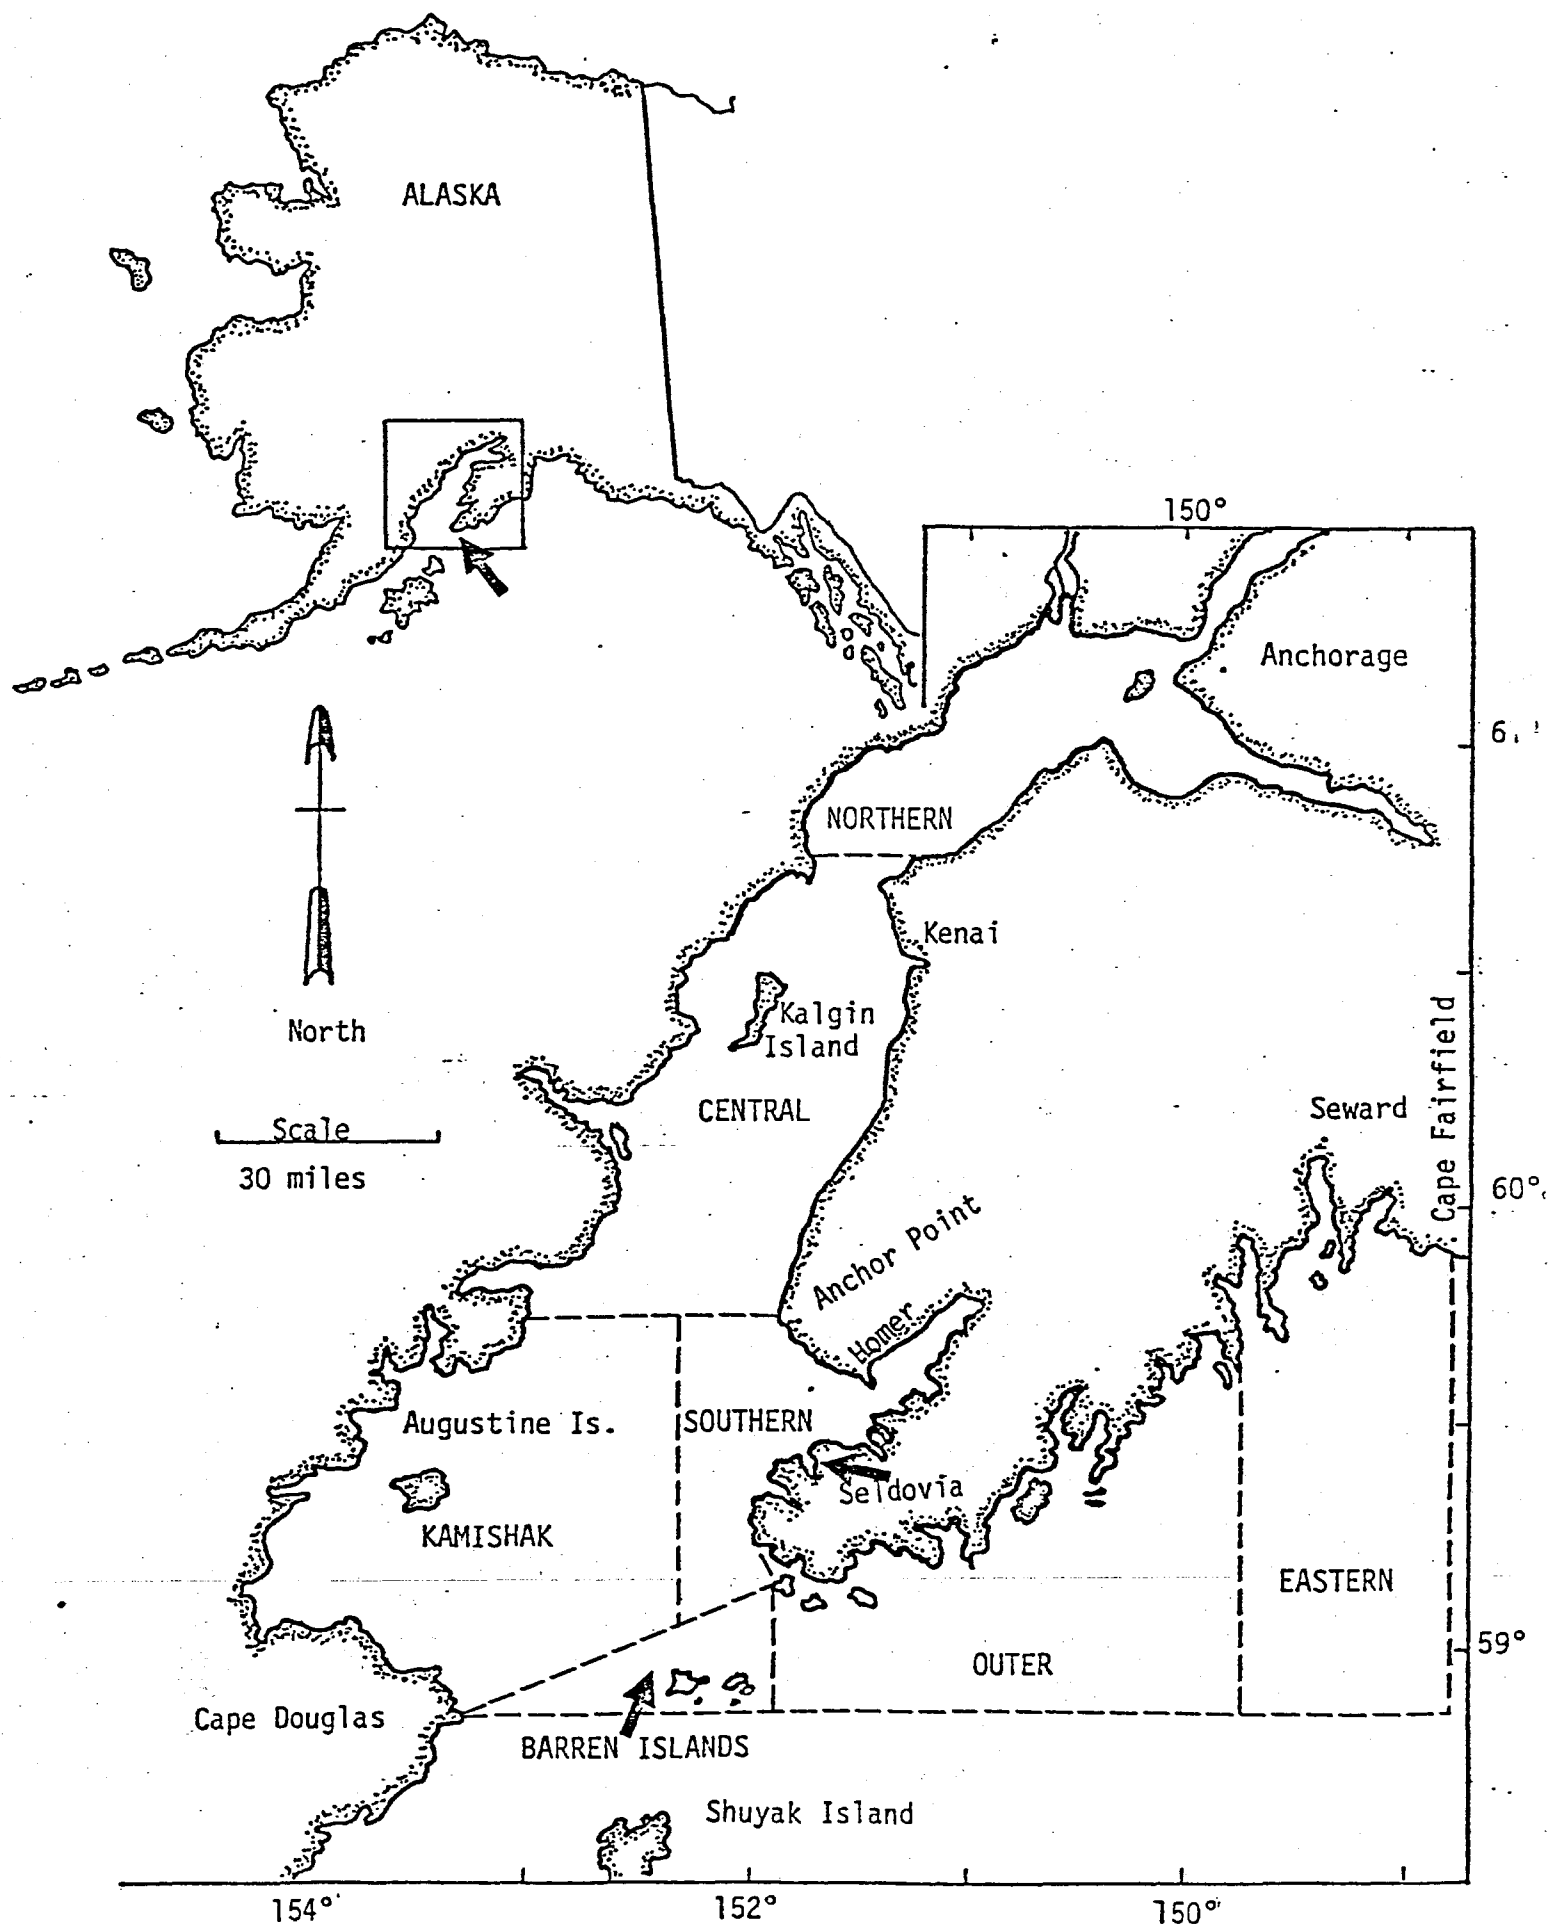 ALASKA
150°
Anchorage
NORTHERN
Kenai
Kalgin
Island
North
CENTRAL
Cape Fairfield
Seward
Scale
30 miles
60°
Anchor Point
Homer
Augustine Is.
SOUTHERN
Seldovia
KAMISHAK
EASTERN
59°
OUTER
Cape Douglas
BARREN ISLANDS
Shuyak Island
154°
152°
150°